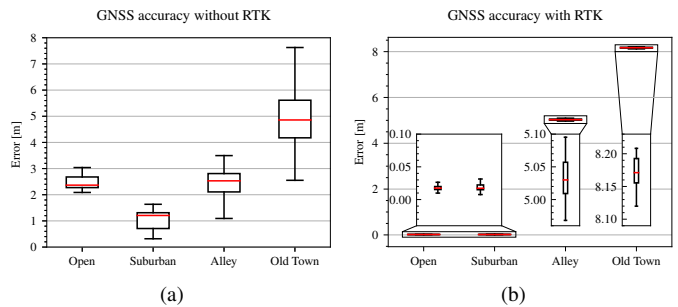 GNSS accuracy without RTK
Error [m]
8
7
6
5
4
3
2
1
0
Open Suburban Alley Old Town
(a)
GNSS accuracy with RTK
Error [m]
8
6
4
2
0
0.10
0.05
0.00
5.10
5.05
5.00
8.20
8.15
8.10
Open Suburban Alley Old Town
(b)